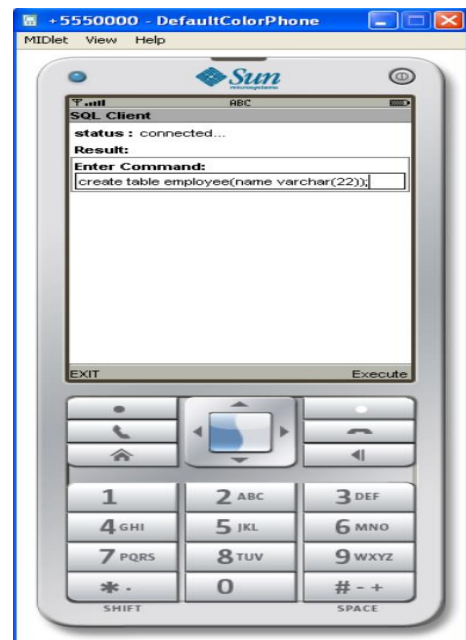 +5550000 - DefaultColorPhone
MIDlet View Help
Sun
microsystems
ABC
SQL Client
status : connected...
Result:
Enter Command:
create table employee(name varchar(22));
EXIT Execute
1 2 ABC 3 DEF
4 GHI 5 JKL 6 MNO
7 PQRS 8 TUV 9 WXYZ
* . 0 # - +
SHIFT SPACE